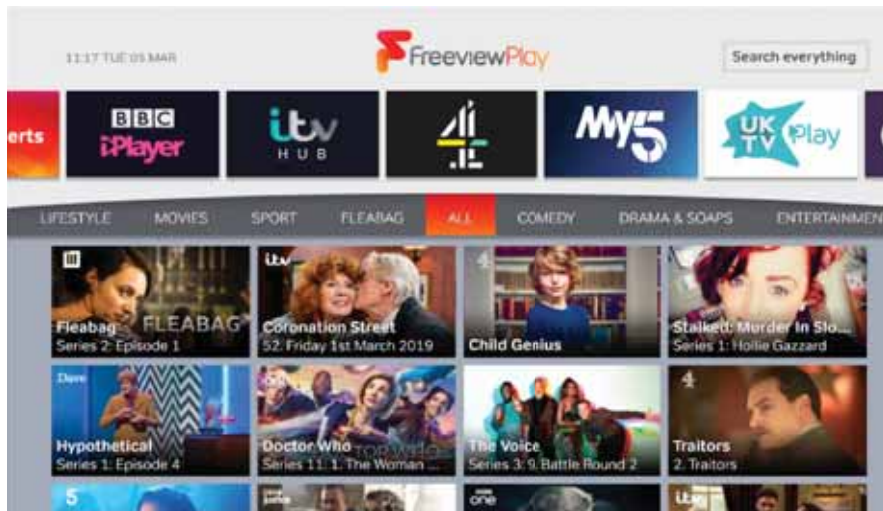 11:17 TUE 05 MAR
FreeviewPlay
Search everything
erts
BBC
iPlayer
itv
HUB
4
My5
UK
TV Play
LIFESTYLE MOVIES SPORT FLEABAG ALL COMEDY DRAMA & SOAPS ENTERTAINMEN
FLEABAG
Fleabag
Series 2: Episode 1
itv
Coronation Street
52. Friday 1st March 2019
4
Child Genius
Stalked: Murder In Slo...
Series 1: Hollie Gazzard
Dave
Hypothetical
Series 1: Episode 4
Doctor Who
Series 11: 1. The Woman ...
The Voice
Series 3: 9. Battle Round 2
4
Traitors
2. Traitors
5
one
itv